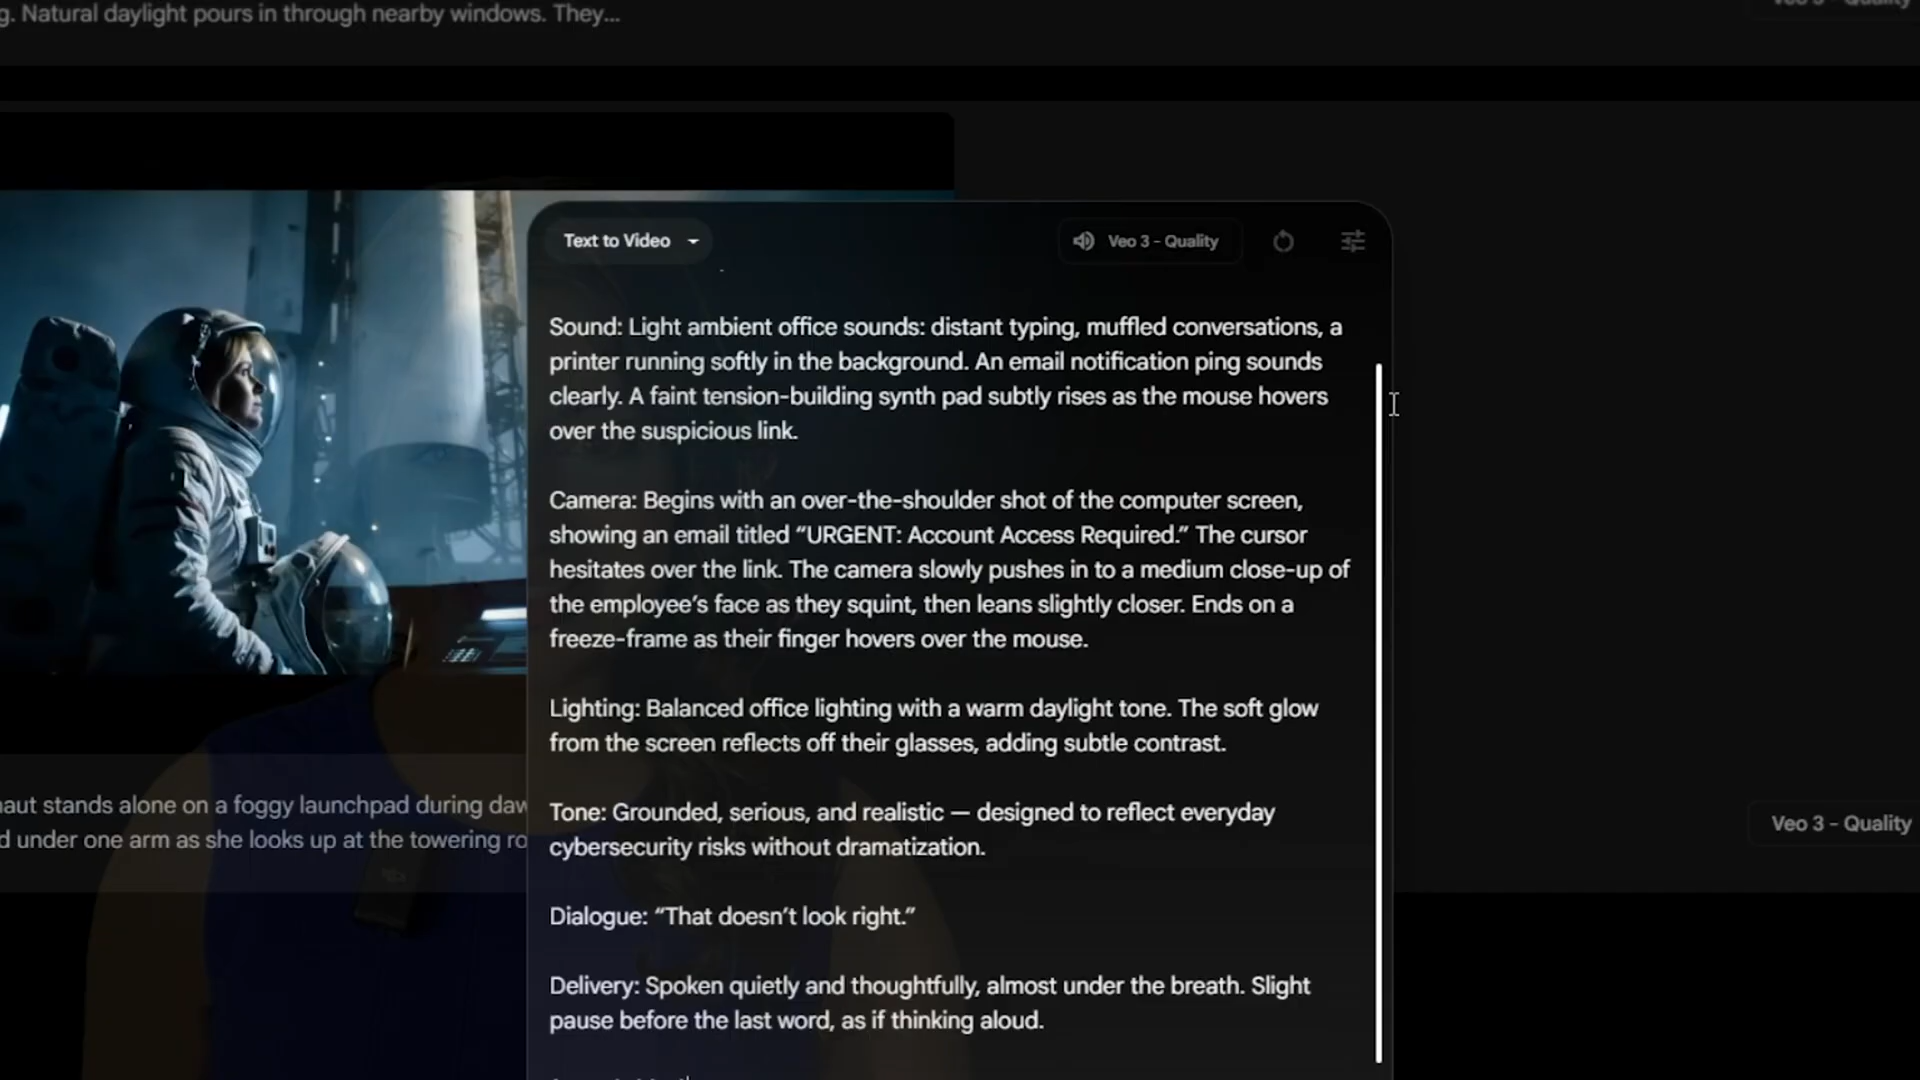 g. Natural daylight pours in through nearby windows. They...
Veo 3 - Quality
Text to Video
Veo 3 - Quality
Sound: Light ambient office sounds: distant typing, muffled conversations, a
printer running softly in the background. An email notification ping sounds
clearly. A faint tension-building synth pad subtly rises as the mouse hovers
over the suspicious link.
Camera: Begins with an over-the-shoulder shot of the computer screen,
showing an email titled “URGENT: Account Access Required.” The cursor
hesitates over the link. The camera slowly pushes in to a medium close-up of
the employee’s face as they squint, then leans slightly closer. Ends on a
freeze-frame as their finger hovers over the mouse.
Lighting: Balanced office lighting with a warm daylight tone. The soft glow
from the screen reflects off their glasses, adding subtle contrast.
Tone: Grounded, serious, and realistic — designed to reflect everyday
cybersecurity risks without dramatization.
Dialogue: “That doesn’t look right.”
Delivery: Spoken quietly and thoughtfully, almost under the breath. Slight
pause before the last word, as if thinking aloud.
naut stands alone on a foggy launchpad during daw
d under one arm as she looks up at the towering ro
Veo 3 - Quality